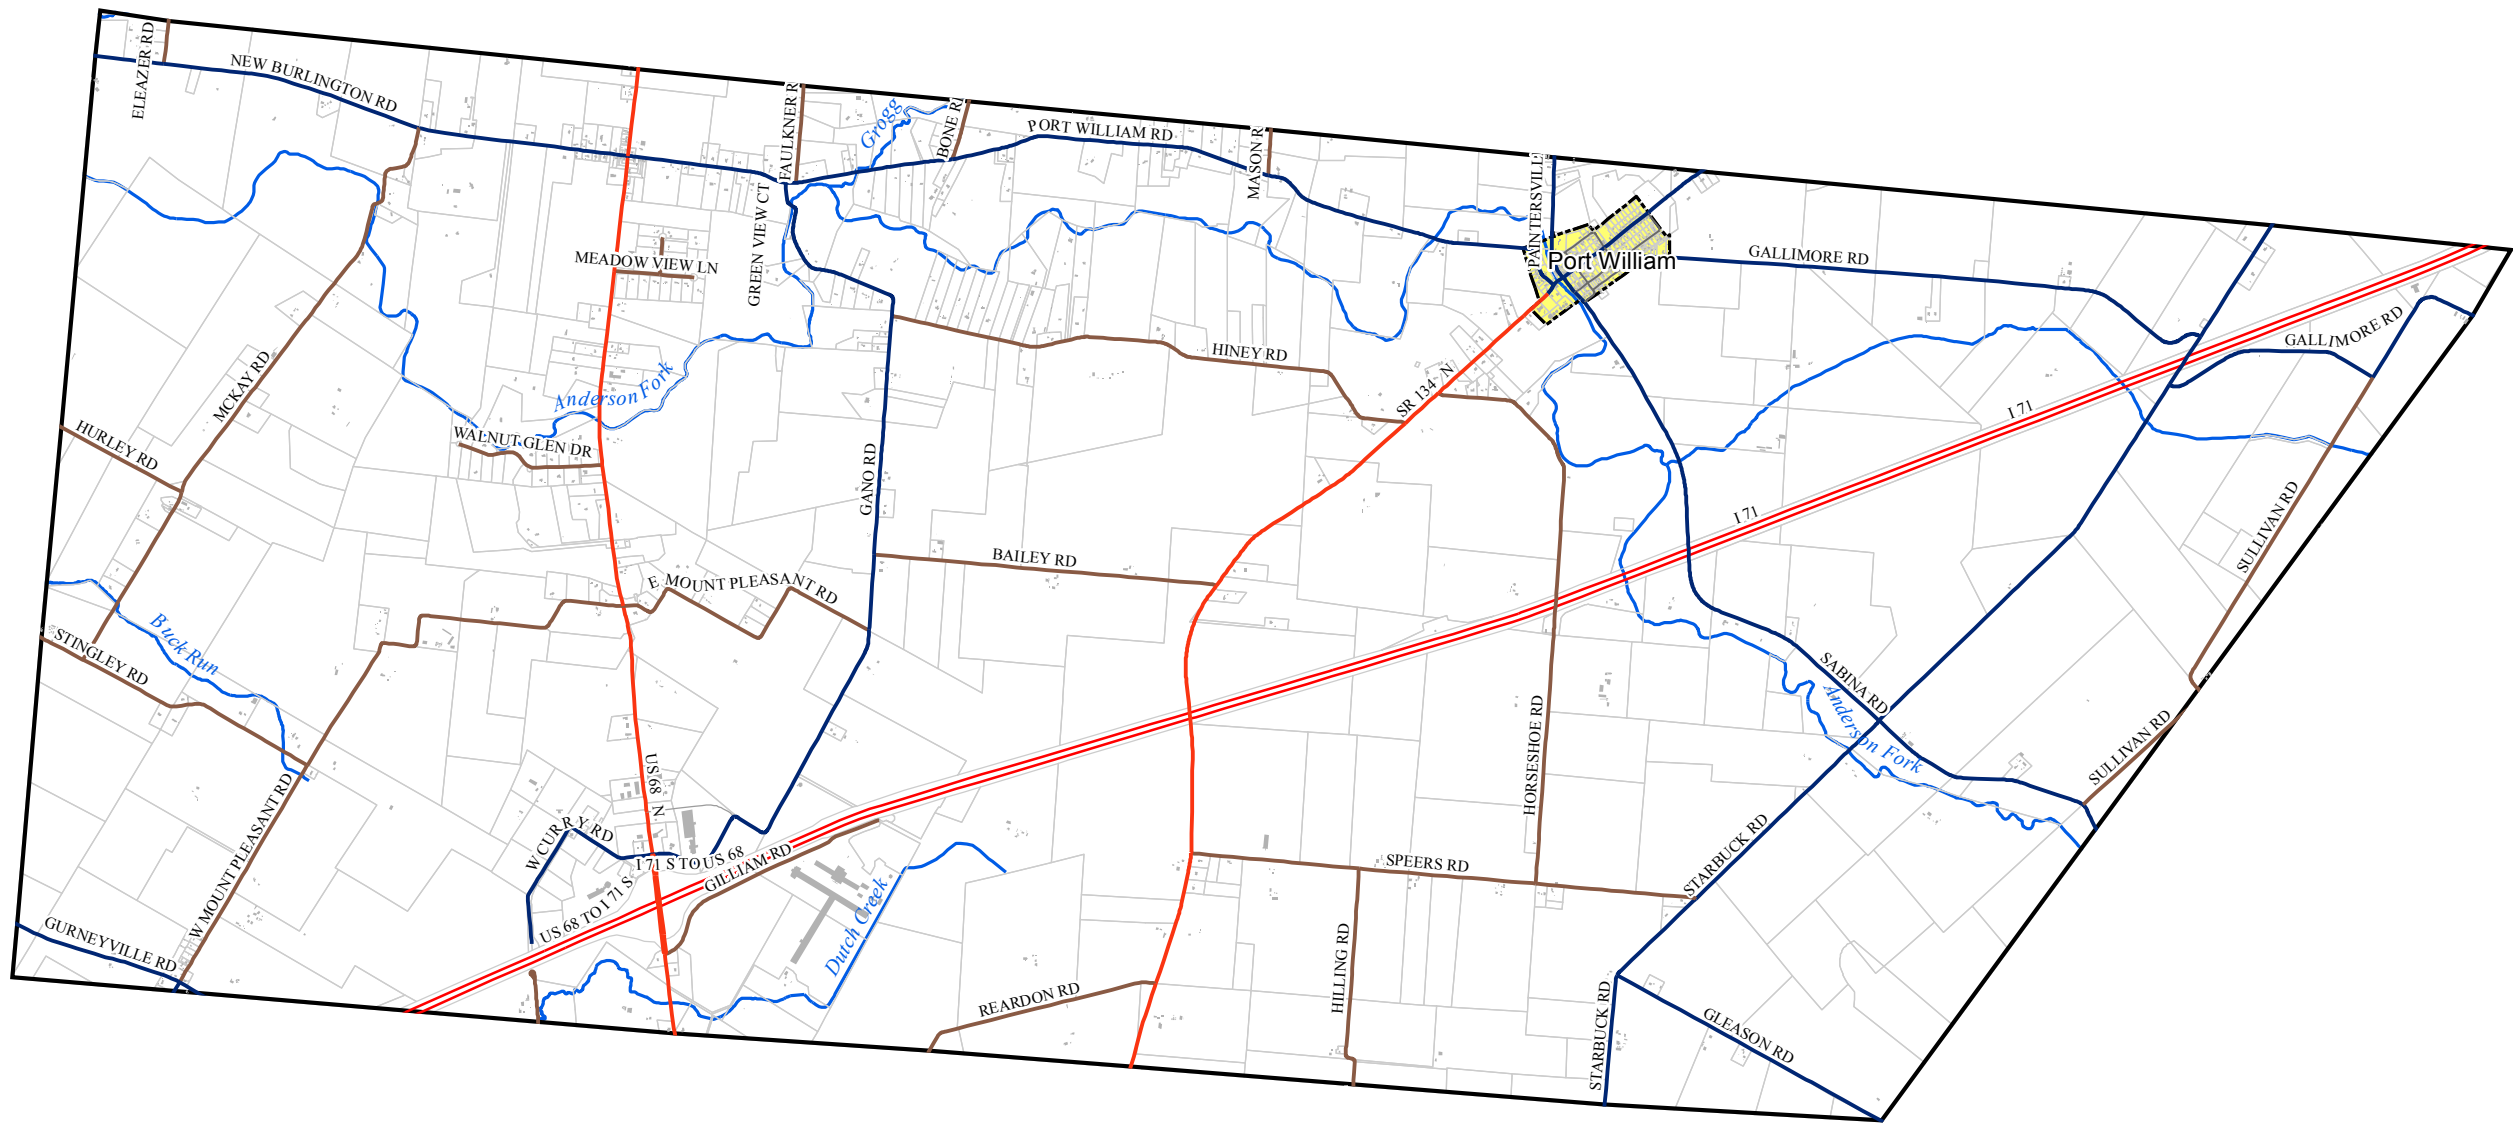 ELEAZER RD
NEW BURLINGTON RD
FAULKNER R
Grogg
BONE R
PORT WILLIAM RD
MASON R
PAINTERSVILL
Port William
GALLIMORE RD
GREEN VIEW CT
MEADOW VIEW LN
GALLIMORE RD
HINEY RD
MCKAY RD
Anderson Fork
SR 134 N
I 71
HURLEY RD
WALNUT GLEN DR
GANO RD
I 71
SULLIVAN RD
BAILEY RD
E MOUNT PLEASANT RD
Buck Run
STINGLEY RD
SABINA RD
Anderson Fork
SULLIVAN RD
HORSESHOE RD
US 68 N
W CURRY RD
I 71 S TO US 68
GILLIAM RD
US 68 TO I 71 S
W MOUNT PLEASANT RD
SPEERS RD
STARBUCK RD
Dutch Creek
GURNEYVILLE RD
HILLING RD
REARDON RD
STARBUCK RD
GLEASON RD